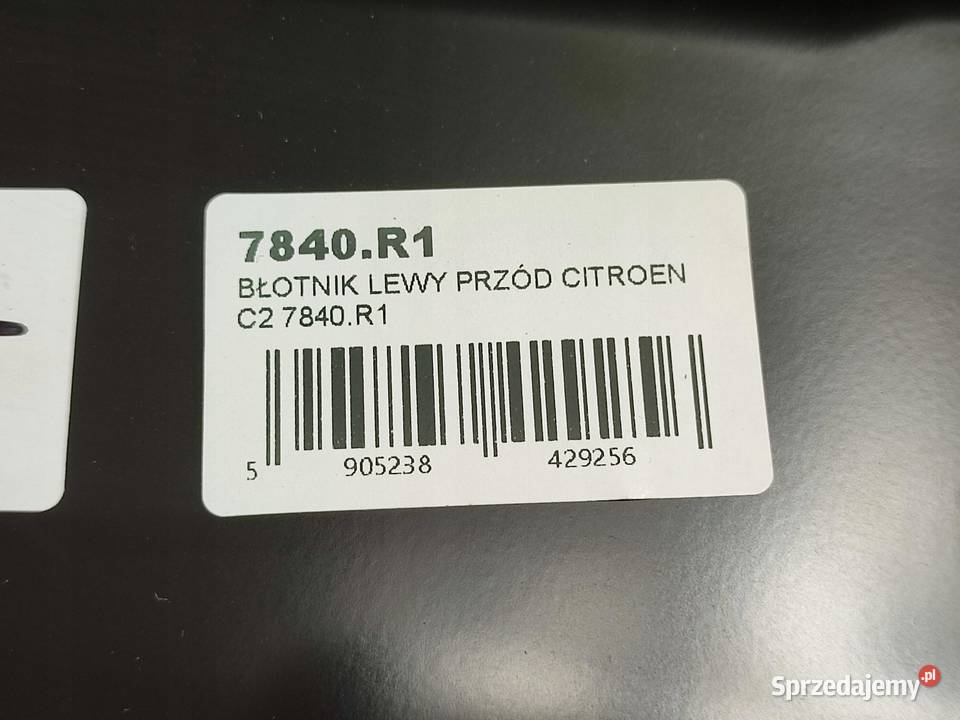 7840.R1
BŁOTNIK LEWY PRZÓD CITROEN
C2 7840.R1
5 905238 429256
Sprzedajemy.pl